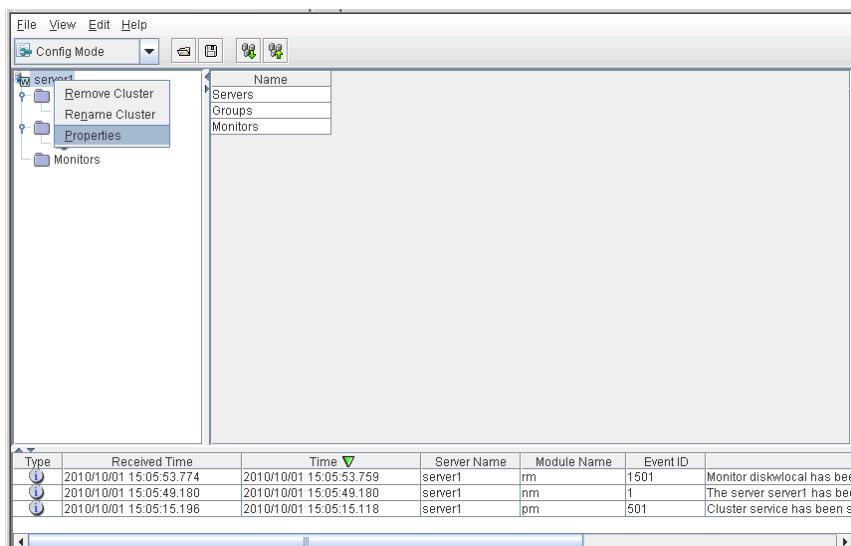 File View Edit Help
Config Mode
server1
Name
Servers
Groups
Monitors
Remove Cluster
Rename Cluster
Properties
Monitors
Type Received Time Time Server Name Module Name Event ID
2010/10/01 15:05:53.774 2010/10/01 15:05:53.759 server1 rm 1501 Monitor diskwlocal has bee
2010/10/01 15:05:49.180 2010/10/01 15:05:49.180 server1 nm 1 The server server1 has be
2010/10/01 15:05:15.196 2010/10/01 15:05:15.118 server1 pm 501 Cluster service has been s